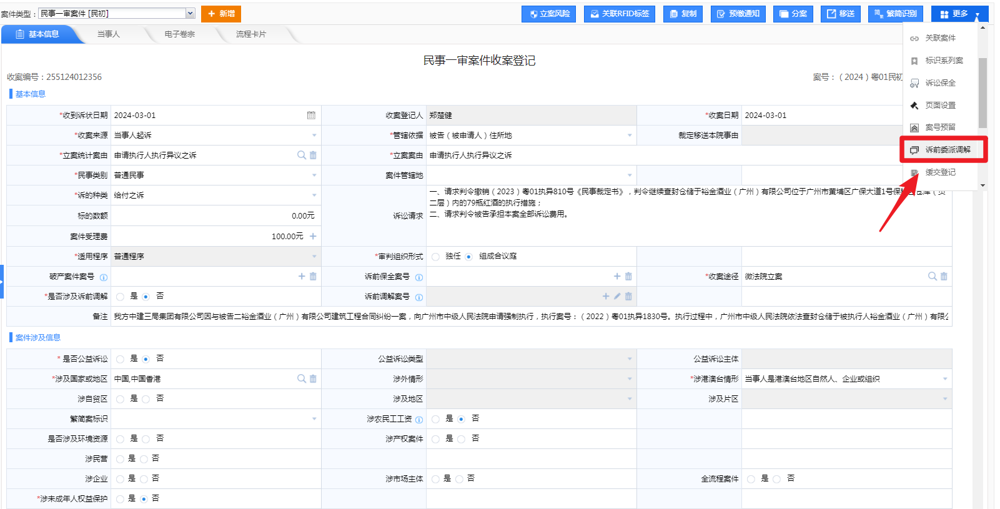 案件类型： 民事一审案件 [民初] 新增 立案风险 关联RFID标签 复制 预缴通知 分案 移送 繁简识别 更多
基本信息 当事人 电子卷宗 流程卡片
关联案件
标识系列案
诉讼保全
页面设置
案号预留
诉前委派调解
缓交登记
民事一审案件收案登记
收案编号：255124012356 案号：（2024）粤01民初
基本信息
*收到诉状日期 2024-03-01 收案登记人 郑楚健 *收案日期 2024-03-01
*收案来源 当事人起诉 *管辖依据 被告（被申请人）住所地 裁定移送本院事由
*立案统计案由 申请执行人执行异议之诉 *立案案由 申请执行人执行异议之诉
*民事类别 普通民事 案件管辖地
*诉的种类 给付之诉
标的数额 0.00元
案件受理费 100.00元
诉讼请求
一、请求判令撤销（2023）粤01执异810号《民事裁定书》，判令继续查封仓储于裕金酒业（广州）有限公司位于广州市黄埔区广保大道1号保
二层）内的79瓶红酒的执行措施；
二、请求判令被告承担本案全部诉讼费用。
*适用程序 普通程序 *审判组织形式 独任 组成合议庭
破产案件案号 诉前保全案号 *收案途径 微法院立案
*是否涉及诉前调解 是 否 诉前调解案号
备注 我方中建三局集团有限公司因与被告二裕金酒业（广州）有限公司建筑工程合同纠纷一案，向广州市中级人民法院申请强制执行，执行案号：（2022）粤01执异1830号。执行过程中，广州市中级人民法院依法查封仓储于被执行人裕金酒业（广州）有限
案件涉及信息
* 是否公益诉讼 是 否 公益诉讼类型 公益诉讼主体
*涉及国家或地区 中国,中国香港 涉外情形 *涉港澳台情形 当事人是港澳台地区自然人、企业或组织
涉自贸区 是 否 涉及地区 涉及片区
繁简案标识 涉农民工工资 是 否
是否涉及环境资源 是 否 涉产权案件 是 否
涉民营 是 否
涉企业 是 否 涉市场主体 是 否 全流程案件 是 否
*涉未成年人权益保护 是 否